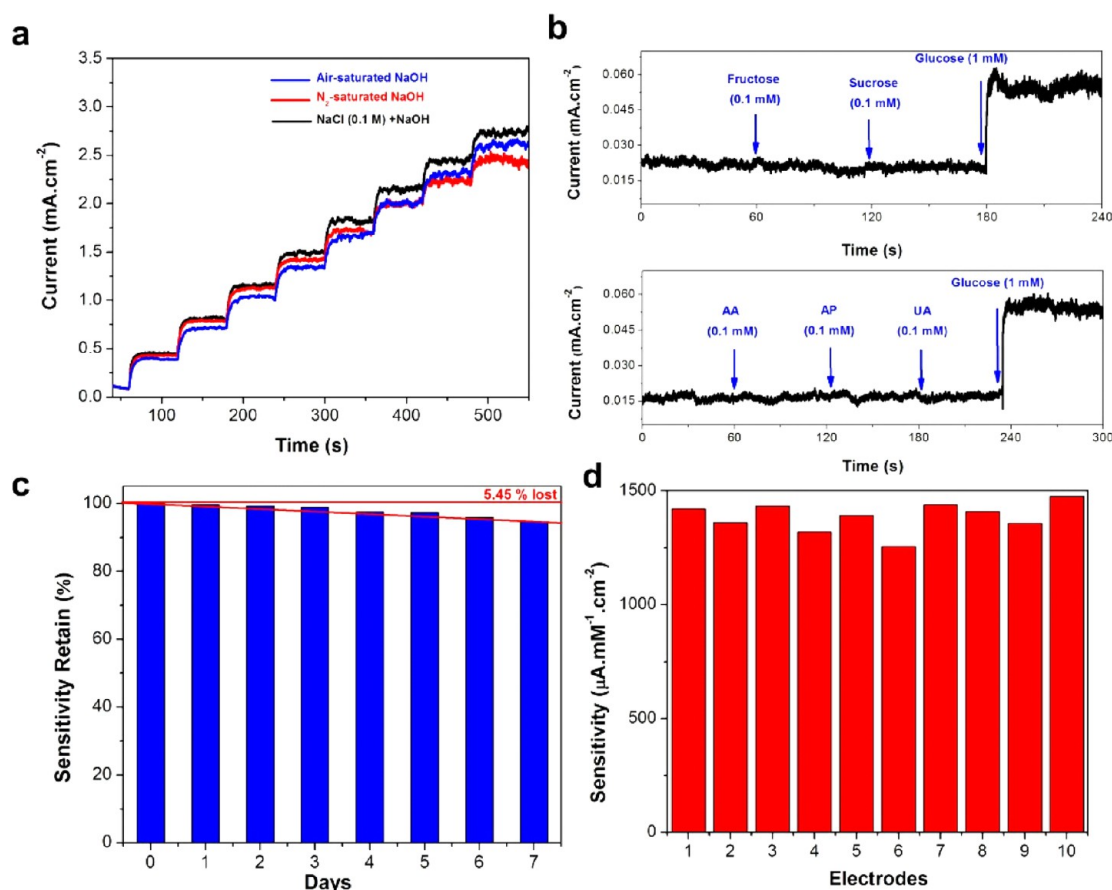 a
3.5
3.0
2.5
2.0
1.5
1.0
0.5
0.0
Current (mA.cm⁻²)
Air-saturated NaOH
N₂-saturated NaOH
NaCl (0.1 M) +NaOH
100 200 300 400 500
Time (s)
b
0.060
0.045
0.030
0.015
Current (mA.cm⁻²)
Fructose
(0.1 mM)
Sucrose
(0.1 mM)
Glucose (1 mM)
0 60 120 180 240
Time (s)
0.060
0.045
0.030
0.015
Current (mA.cm⁻²)
AA
(0.1 mM)
AP
(0.1 mM)
UA
(0.1 mM)
Glucose (1 mM)
0 60 120 180 240 300
Time (s)
c
100
80
60
40
20
0
Sensitivity Retain (%)
5.45 % lost
0 1 2 3 4 5 6 7
Days
d
1500
1000
500
0
Sensitivity (μA.mM⁻¹.cm⁻²)
1 2 3 4 5 6 7 8 9 10
Electrodes